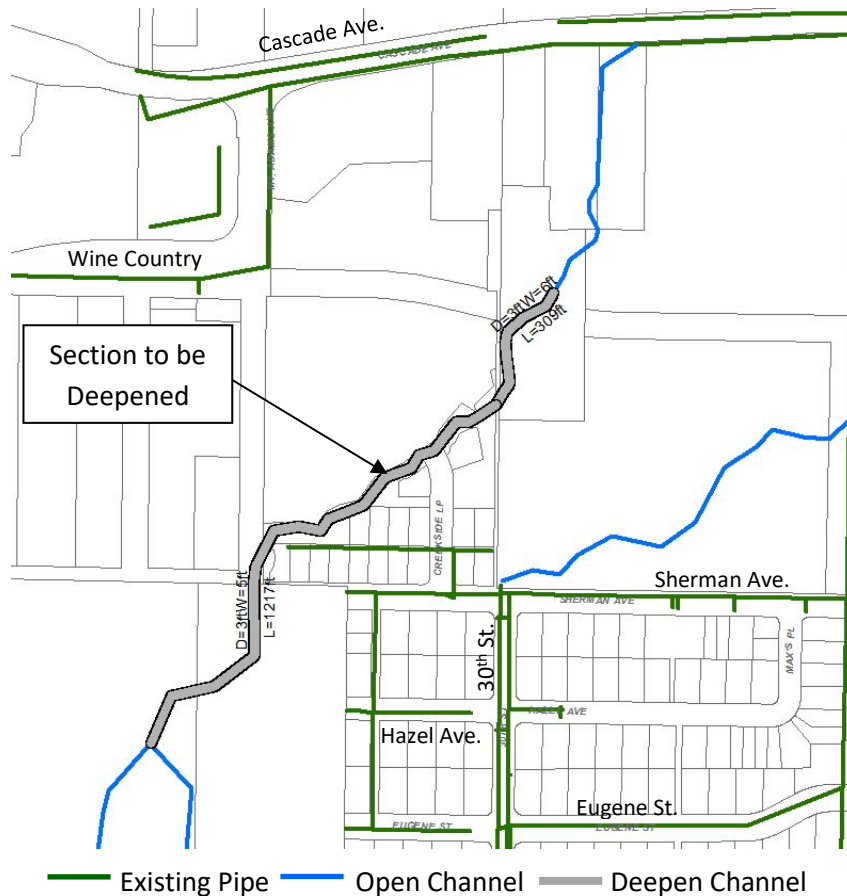 Cascade Ave.
CASCADE AVE
Wine Country
D=3ftW=6ft
L=309ft
Section to be
Deepened
CREEKSIDE LP
D=3ftW=5ft
L=1217ft
Sherman Ave.
SHERMAN AVE
30th St.
MAX'S PL
Hazel Ave.
Eugene St.
EUGENE ST
EUGENE ST
Existing Pipe
Open Channel
Deepen Channel